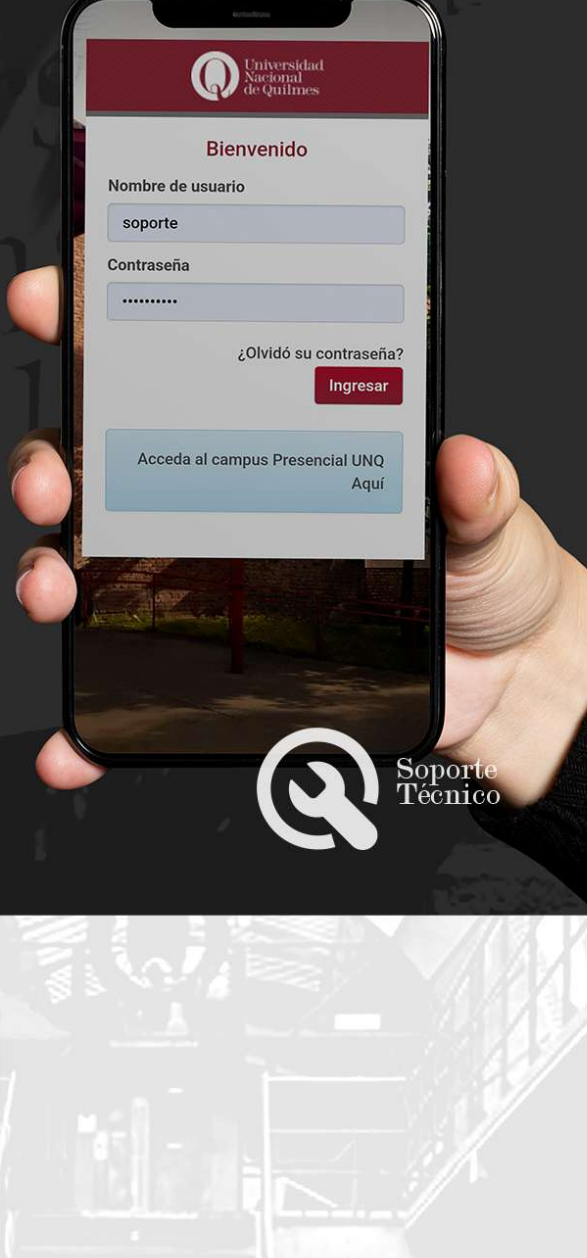 Universidad
Nacional
de Quilmes
Bienvenido
Nombre de usuario
soporte
Contraseña
••••••••••
¿Olvidó su contraseña?
Ingresar
Acceda al campus Presencial UNQ
Aquí
Soporte
Técnico